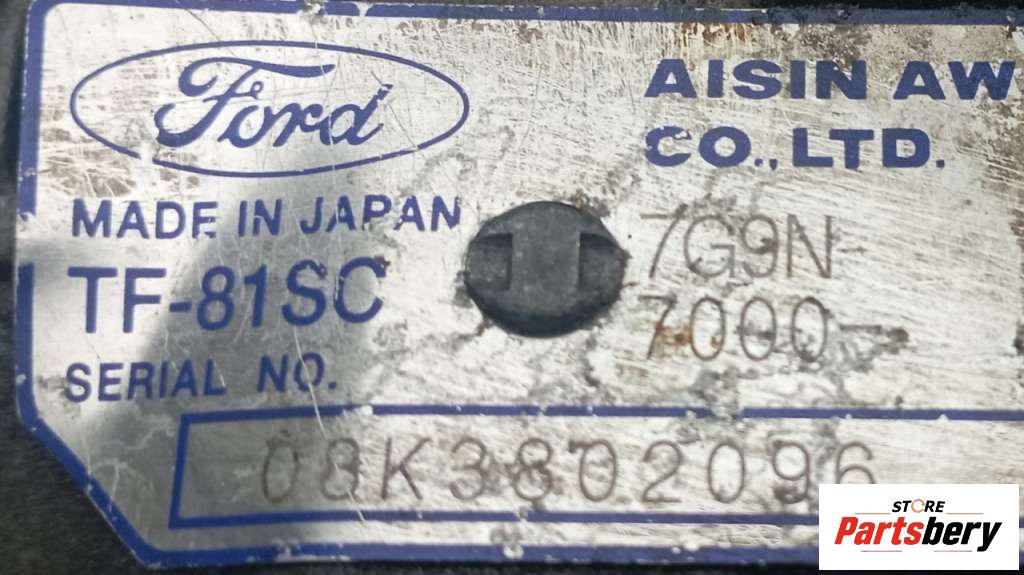 Ford
AISIN AW
CO., LTD.
MADE IN JAPAN
7G9N-
TF-81SC
7000-
SERIAL NO.
08K3802096
STORE
Partsbery